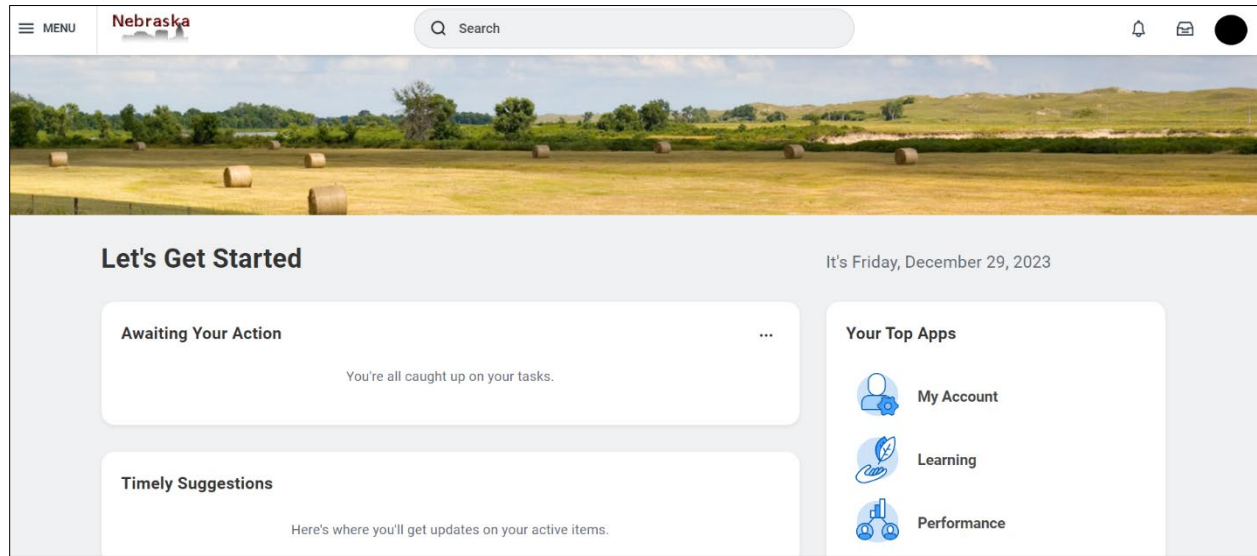 MENU
Nebraska
Search
Let's Get Started
It's Friday, December 29, 2023
Awaiting Your Action
You're all caught up on your tasks.
Timely Suggestions
Here's where you'll get updates on your active items.
Your Top Apps
My Account
Learning
Performance